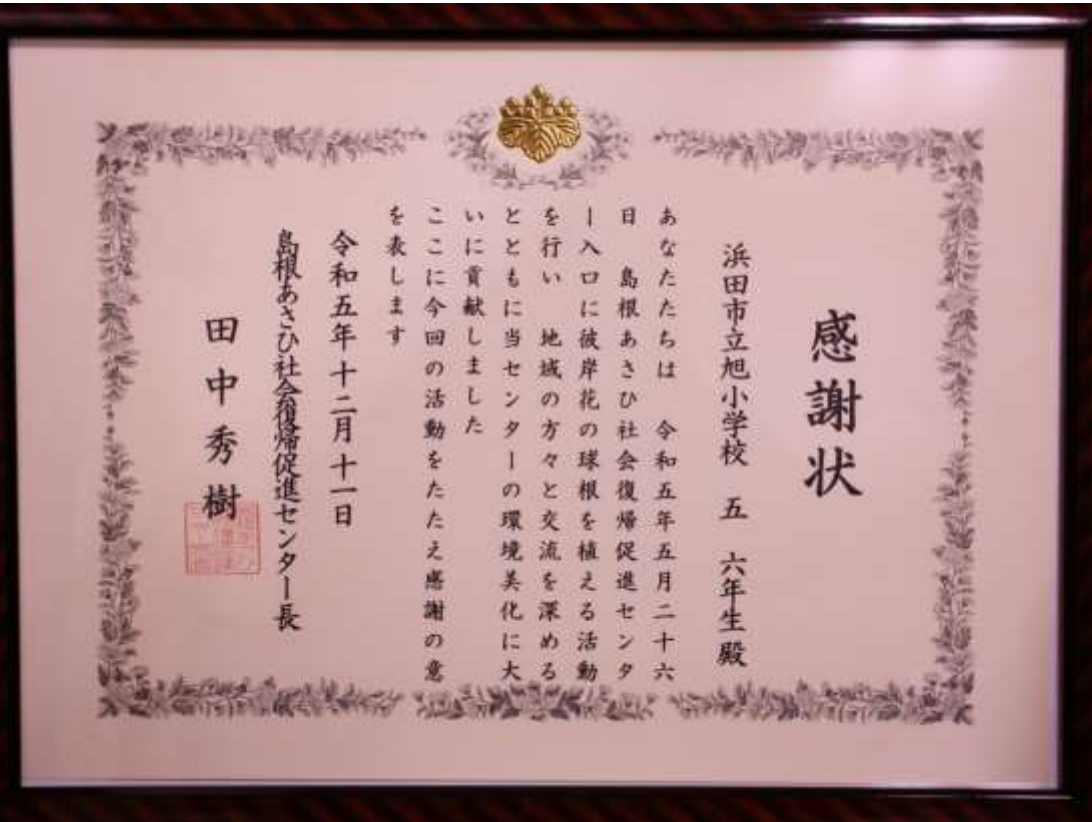 感謝状
浜田市立旭小学校 五 六年生殿
あなたたちは 令和五年五月二十六
日 島根あさひ社会復帰促進センタ
ー入口に彼岸花の球根を植える活動
を行い 地域の方々と交流を深める
とともに当センターの環境美化に大
いに貢献しました
ここに今回の活動をたたえ感謝の意
を表します
令和五年十二月十一日
島根あさひ社会復帰促進センター長
田中秀樹